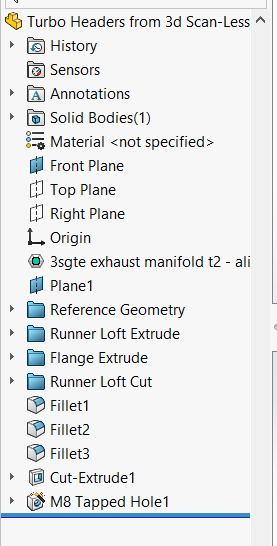 Turbo Headers from 3d Scan-Less
History
Sensors
Annotations
Solid Bodies(1)
Material <not specified>
Front Plane
Top Plane
Right Plane
Origin
3sgte exhaust manifold t2 - ali
Plane1
Reference Geometry
Runner Loft Extrude
Flange Extrude
Runner Loft Cut
Fillet1
Fillet2
Fillet3
Cut-Extrude1
M8 Tapped Hole1